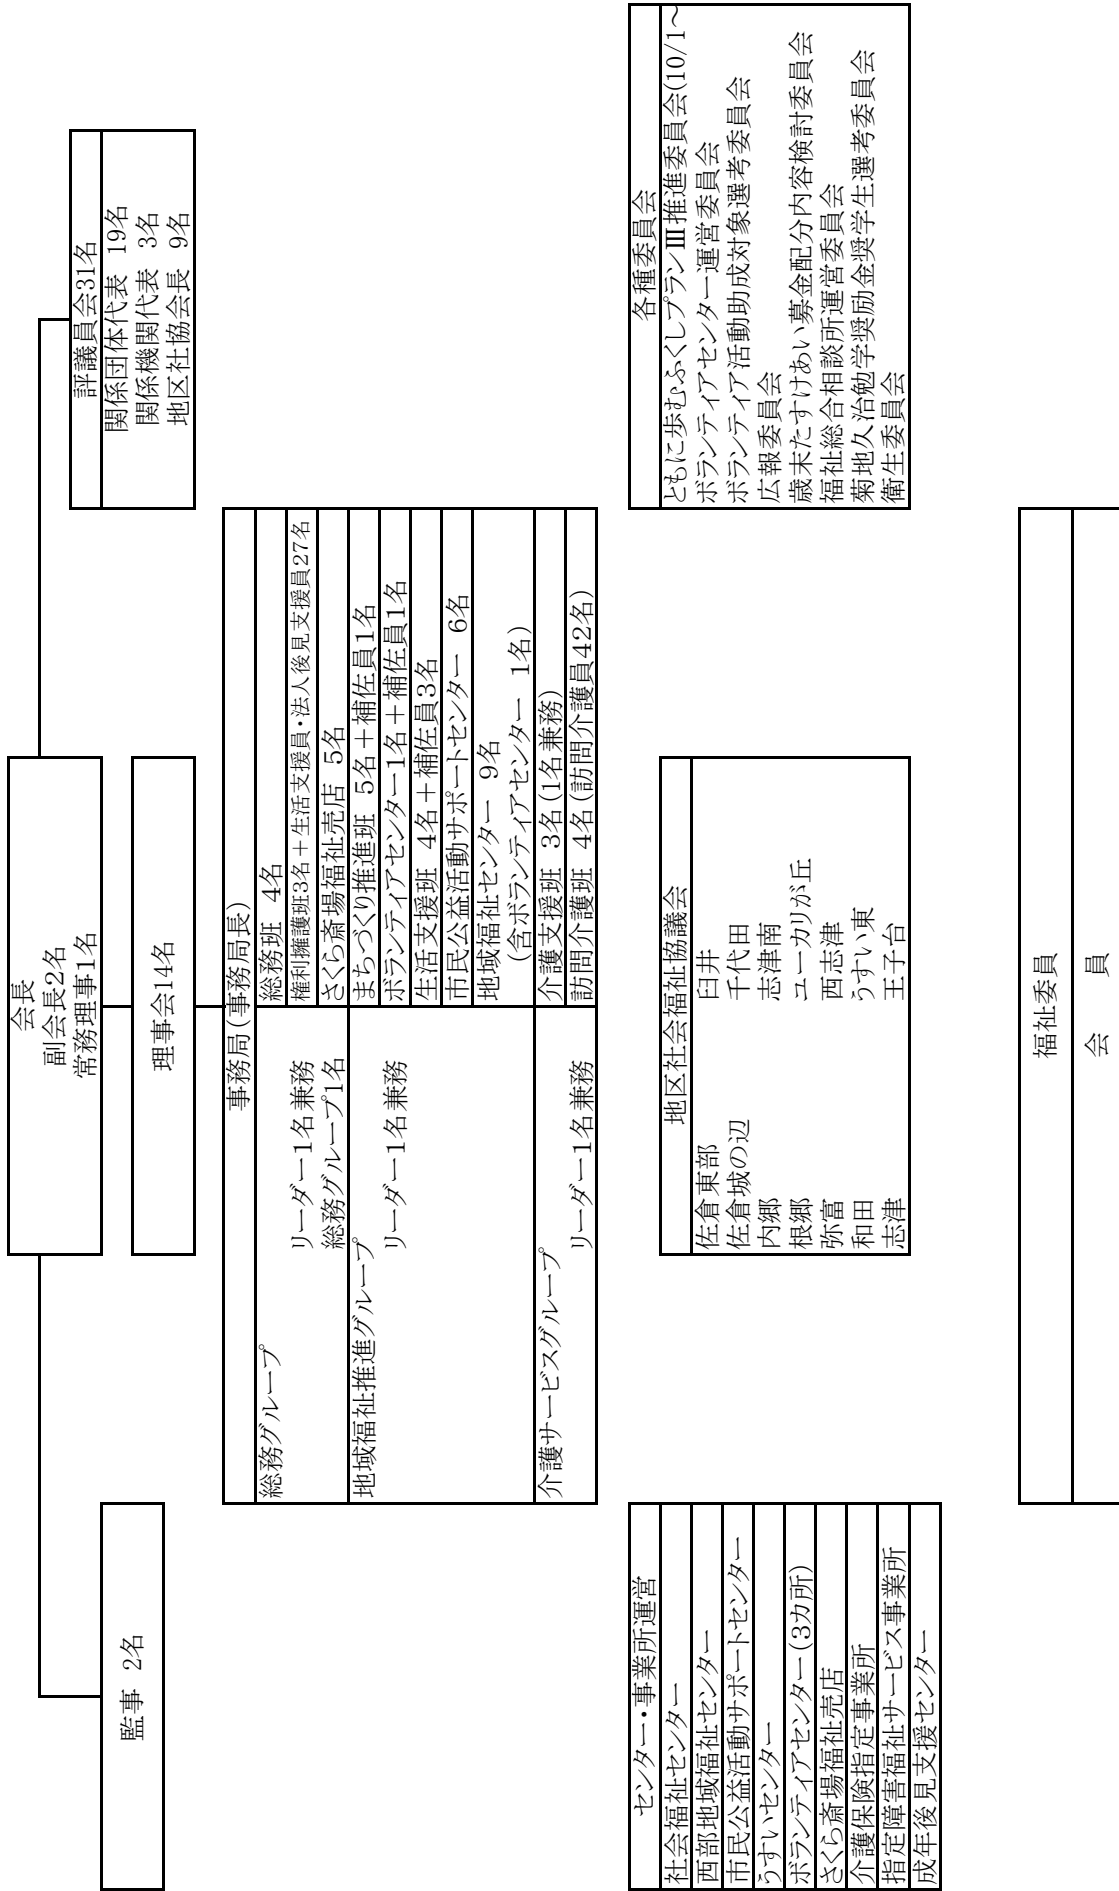 会長
副会長2名
常務理事1名
監事 2名
評議員会31名
関係団体代表 19名
関係機関代表 3名
地区社協会長 9名
理事会14名
事務局(事務局長)
総務グループ
リーダー1名兼務
総務グループ1名
総務班 4名
権利擁護班3名+生活支援員・法人後見支援員27名
さくら斎場福祉売店 5名
地域福祉推進グループ
リーダー1名兼務
まちづくり推進班 5名+補佐員1名
ボランティアセンター1名+補佐員1名
生活支援班 4名+補佐員3名
市民公益活動サポートセンター 6名
地域福祉センター 9名
(含ボランティアセンター 1名)
介護サービスグループ
リーダー1名兼務
介護支援班 3名(1名兼務)
訪問介護班 4名(訪問介護員42名)
センター・事業所運営
社会福祉センター
西部地域福祉センター
市民公益活動サポートセンター
うすいセンター
ボランティアセンター(3カ所)
さくら斎場福祉売店
介護保険指定事業所
指定障害福祉サービス事業所
成年後見支援センター
地区社会福祉協議会
佐倉東部 臼井
佐倉城の辺 千代田
内郷 志津南
根郷 ユーカリが丘
弥富 西志津
和田 うすい東
志津 王子台
各種委員会
ともに歩むふくしプランⅢ推進委員会(10/1～
ボランティアセンター運営委員会
ボランティア活動助成対象選考委員会
広報委員会
歳末たすけあい募金配分内容検討委員会
福祉総合相談所運営委員会
菊地久治勉学奨励金奨学生選考委員会
衛生委員会
福祉委員
会 員